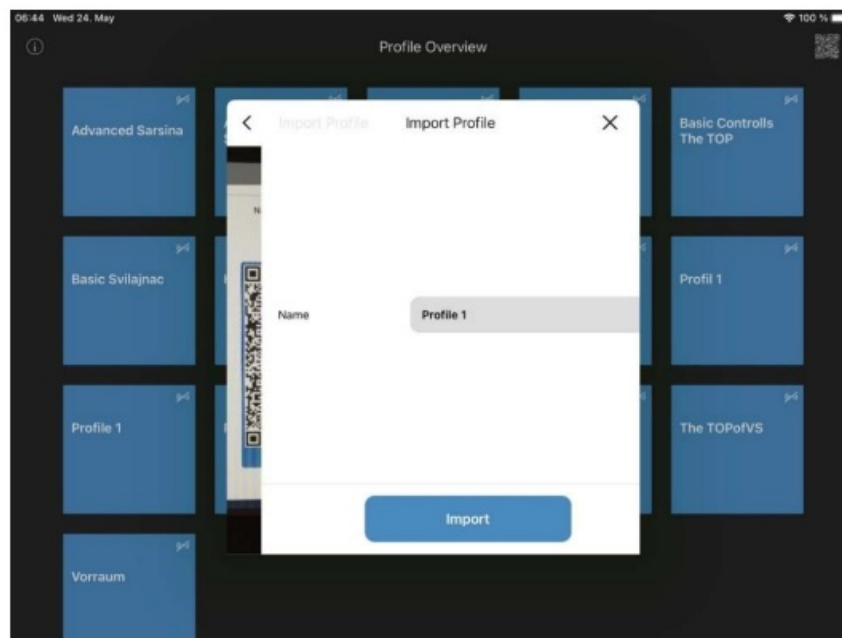 06:44 Wed 24. May
100 %
Profile Overview
Advanced Sarsina
Import Profile
Import Profile
Basic Controlls
The TOP
Basic Svilajnac
Profil 1
Name
Profile 1
Profile 1
The TOPofVS
Import
Vorraum